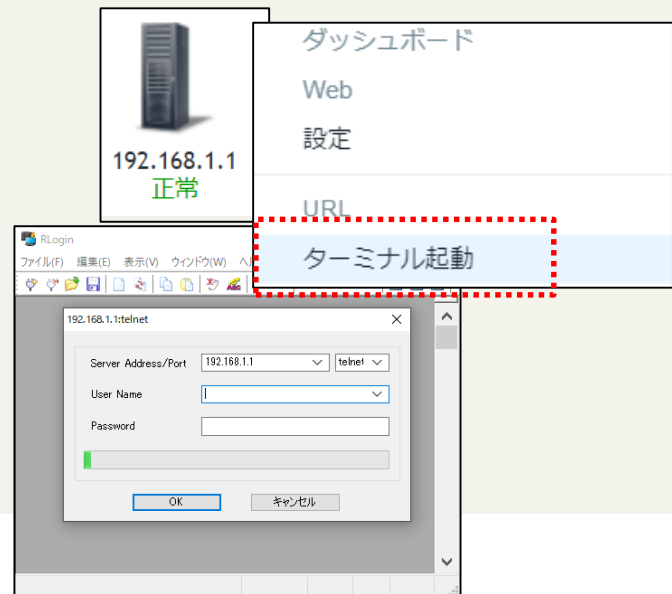 192.168.1.1
正常
ダッシュボード
Web
設定
URL
ターミナル起動
RLogin
ファイル(F) 編集(E) 表示(V) ウィンドウ(W)
192.168.1.1:telnet
Server Address/Port 192.168.1.1 telnet
User Name
Password
OK キャンセル